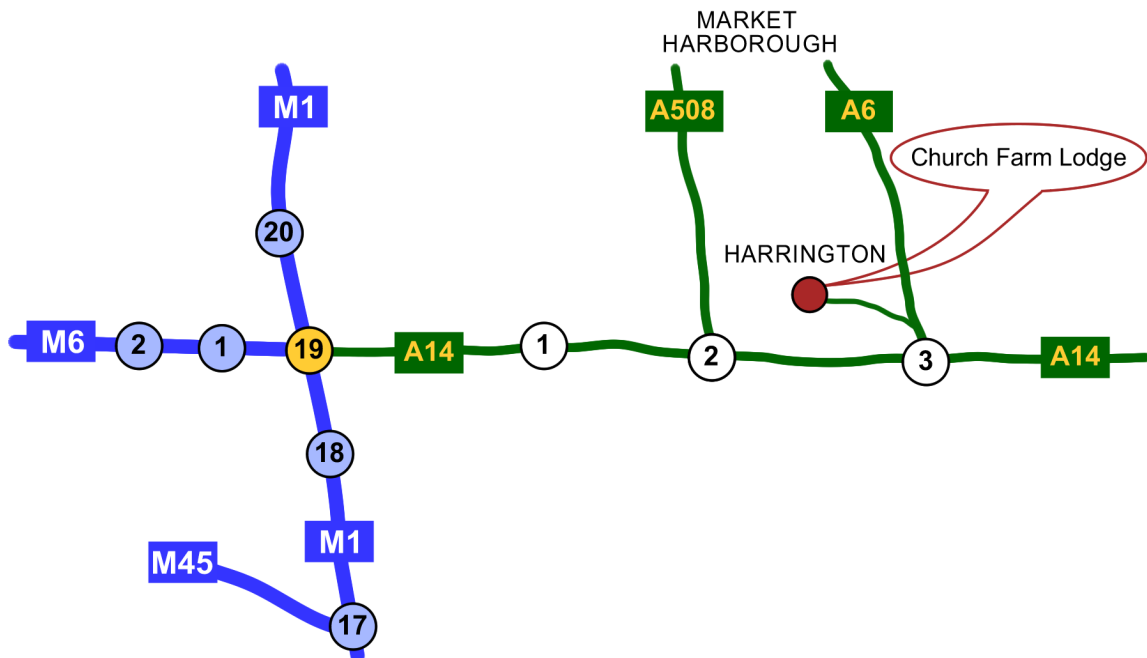 MARKET
HARBOROUGH
M1
A508
A6
Church Farm Lodge
20
HARRINGTON
M6
2
1
19
A14
1
2
3
A14
18
M1
M45
17